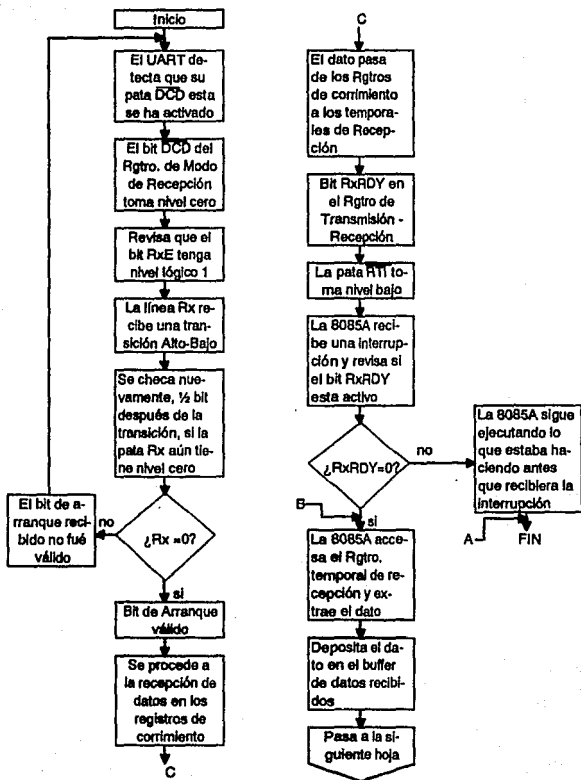 Inicio
El UART de-
tecta que su
pata DCD esta
se ha activado
El bit DCD del
Rgtro. de Modo
de Recepción
toma nivel cero
Revisa que el
bit RxE tenga
nivel lógico 1
La línea Rx re-
cibe una tran-
sición Alto-Bajo
Se checa nue-
vamente, ½ bit
después de la
transición, si la
pata Rx aún tie-
ne nivel cero
El bit de a-
rranque reci-
bido no fué
válido
no
¿Rx =0?
si
Bit de Arranque
válido
Se procede a
la recepción de
datos en los
registros de
corrimiento
C
C
El dato pasa
de los Rgtros
de corrimiento
a los tempora-
les de Recep-
ción
Bit RxRDY en
el Rgtro de
Transmisión -
Recepción
La pata RTI to-
ma nivel bajo
La 8085A reci-
be una interrup-
ción y revisa si
el bit RxRDY
esta activo
¿RxRDY=0?
no
La 8085A sigue
ejecutando lo
que estaba ha-
ciendo antes
que recibiera la
interrupción
A
FIN
B
si
La 8085A acce-
sa el Rgtro.
temporal de re-
cepción y ex-
trae el dato
Deposita el da-
to en el buffer
de datos recibi-
dos
Pasa a la si-
guiente hoja